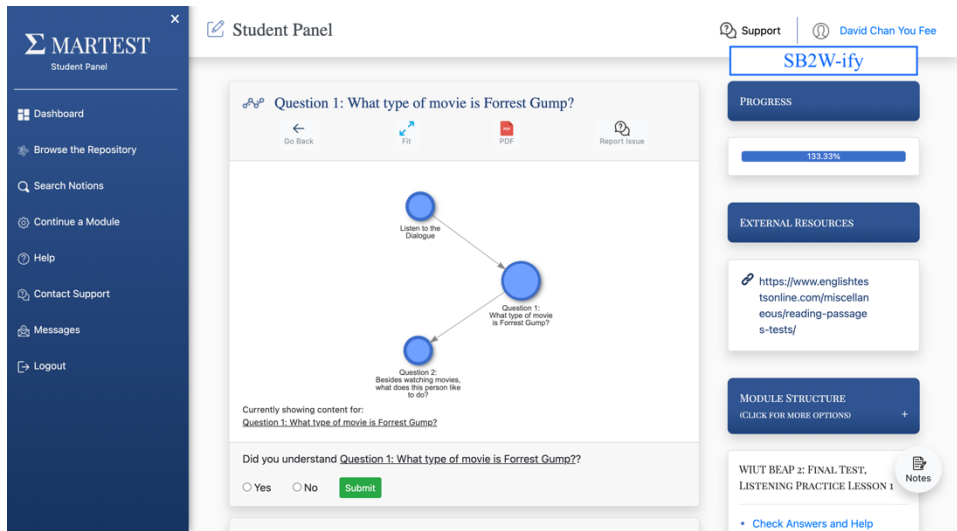 x
Σ MARTEST
Student Panel
Dashboard
Browse the Repository
Search Notions
Continue a Module
Help
Contact Support
Messages
Logout
Student Panel
Support
David Chan You Fee
SB2W-ify
Question 1: What type of movie is Forrest Gump?
Go Back
Fit
PDF
PDF
Report Issue
Listen to the
Dialogue
Question 1:
What type of movie
is Forrest Gump?
Question 2:
Besides watching movies,
what does this person like
to do?
Currently showing content for:
Question 1: What type of movie is Forrest Gump?
Did you understand Question 1: What type of movie is Forrest Gump??
Yes
No
Submit
PROGRESS
133.33%
EXTERNAL RESOURCES
https://www.englishtes
tsonline.com/miscellan
eous/reading-passage
s-tests/
MODULE STRUCTURE
(CLICK FOR MORE OPTIONS) +
WIUT BEAP 2: FINAL TEST,
LISTENING PRACTICE LESSON 1
Notes
• Check Answers and Help